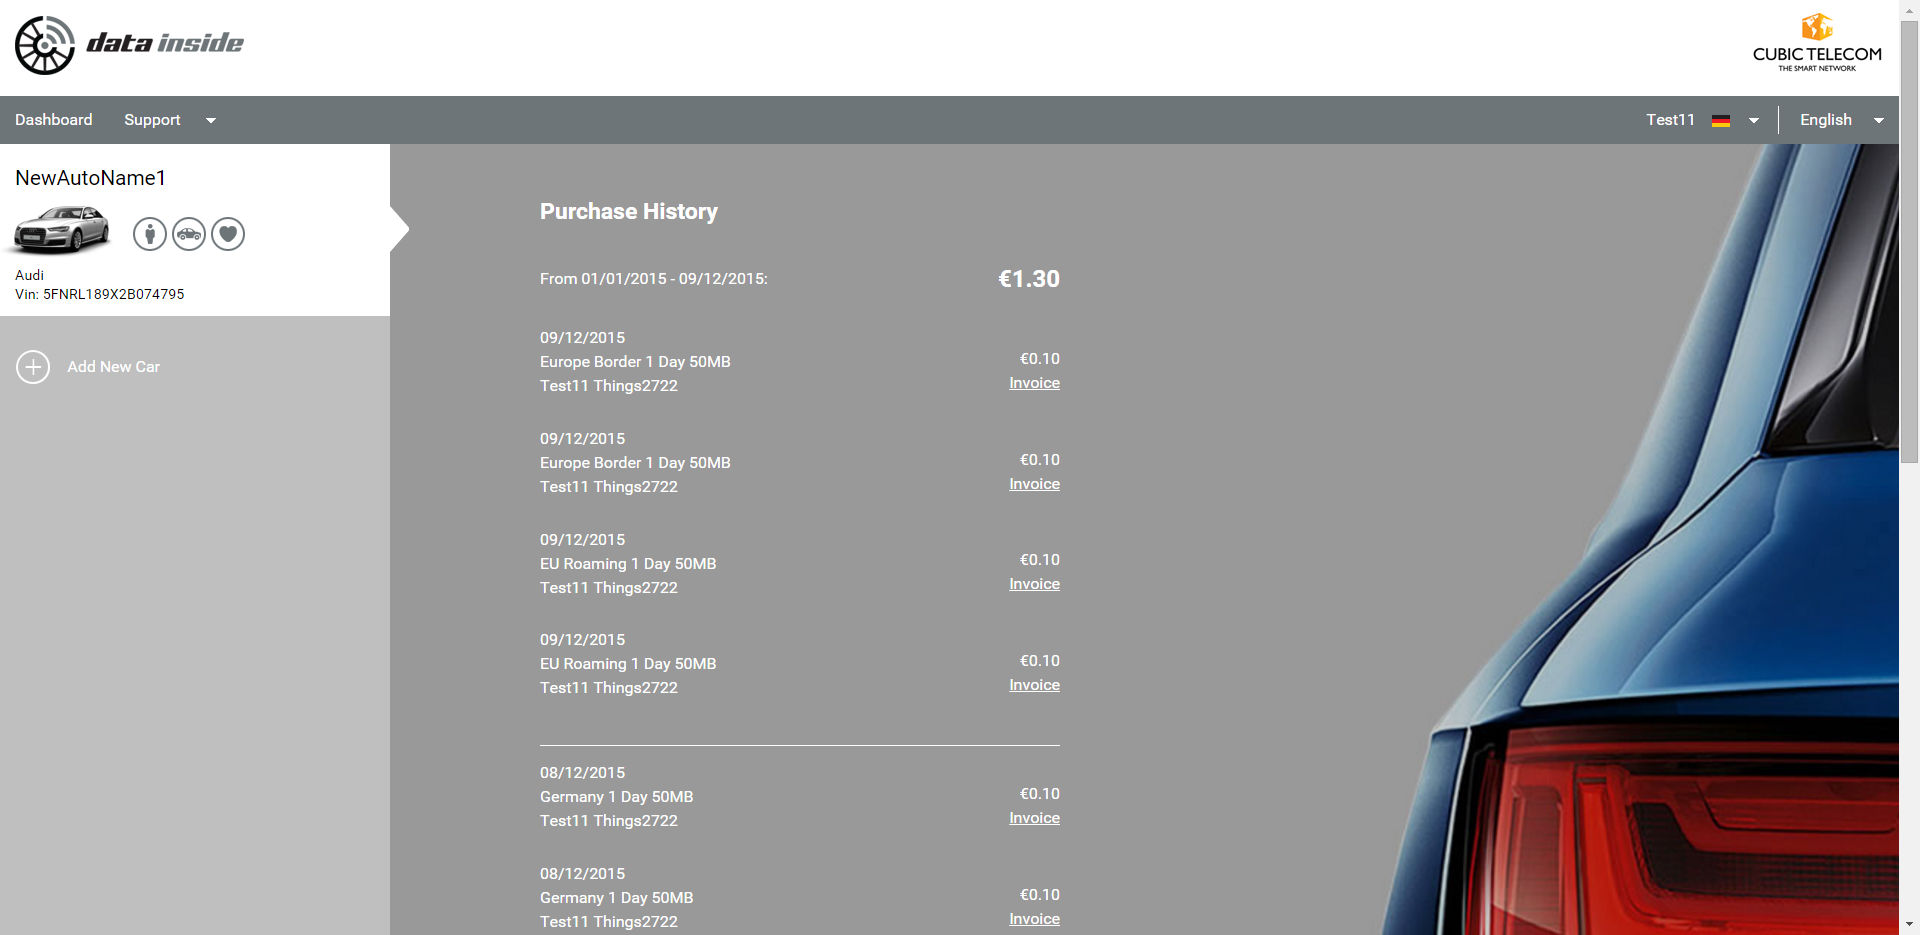 data inside
CUBIC TELECOM
THE SMART NETWORK
Dashboard
Support
Test11
English
NewAutoName1
Audi
Vin: 5FNRL189X2B074795
Add New Car
Purchase History
From 01/01/2015 - 09/12/2015:
€1.30
09/12/2015
Europe Border 1 Day 50MB
€0.10
Test11 Things2722
Invoice
09/12/2015
Europe Border 1 Day 50MB
€0.10
Test11 Things2722
Invoice
09/12/2015
EU Roaming 1 Day 50MB
€0.10
Test11 Things2722
Invoice
09/12/2015
EU Roaming 1 Day 50MB
€0.10
Test11 Things2722
Invoice
08/12/2015
Germany 1 Day 50MB
€0.10
Test11 Things2722
Invoice
08/12/2015
Germany 1 Day 50MB
€0.10
Test11 Things2722
Invoice